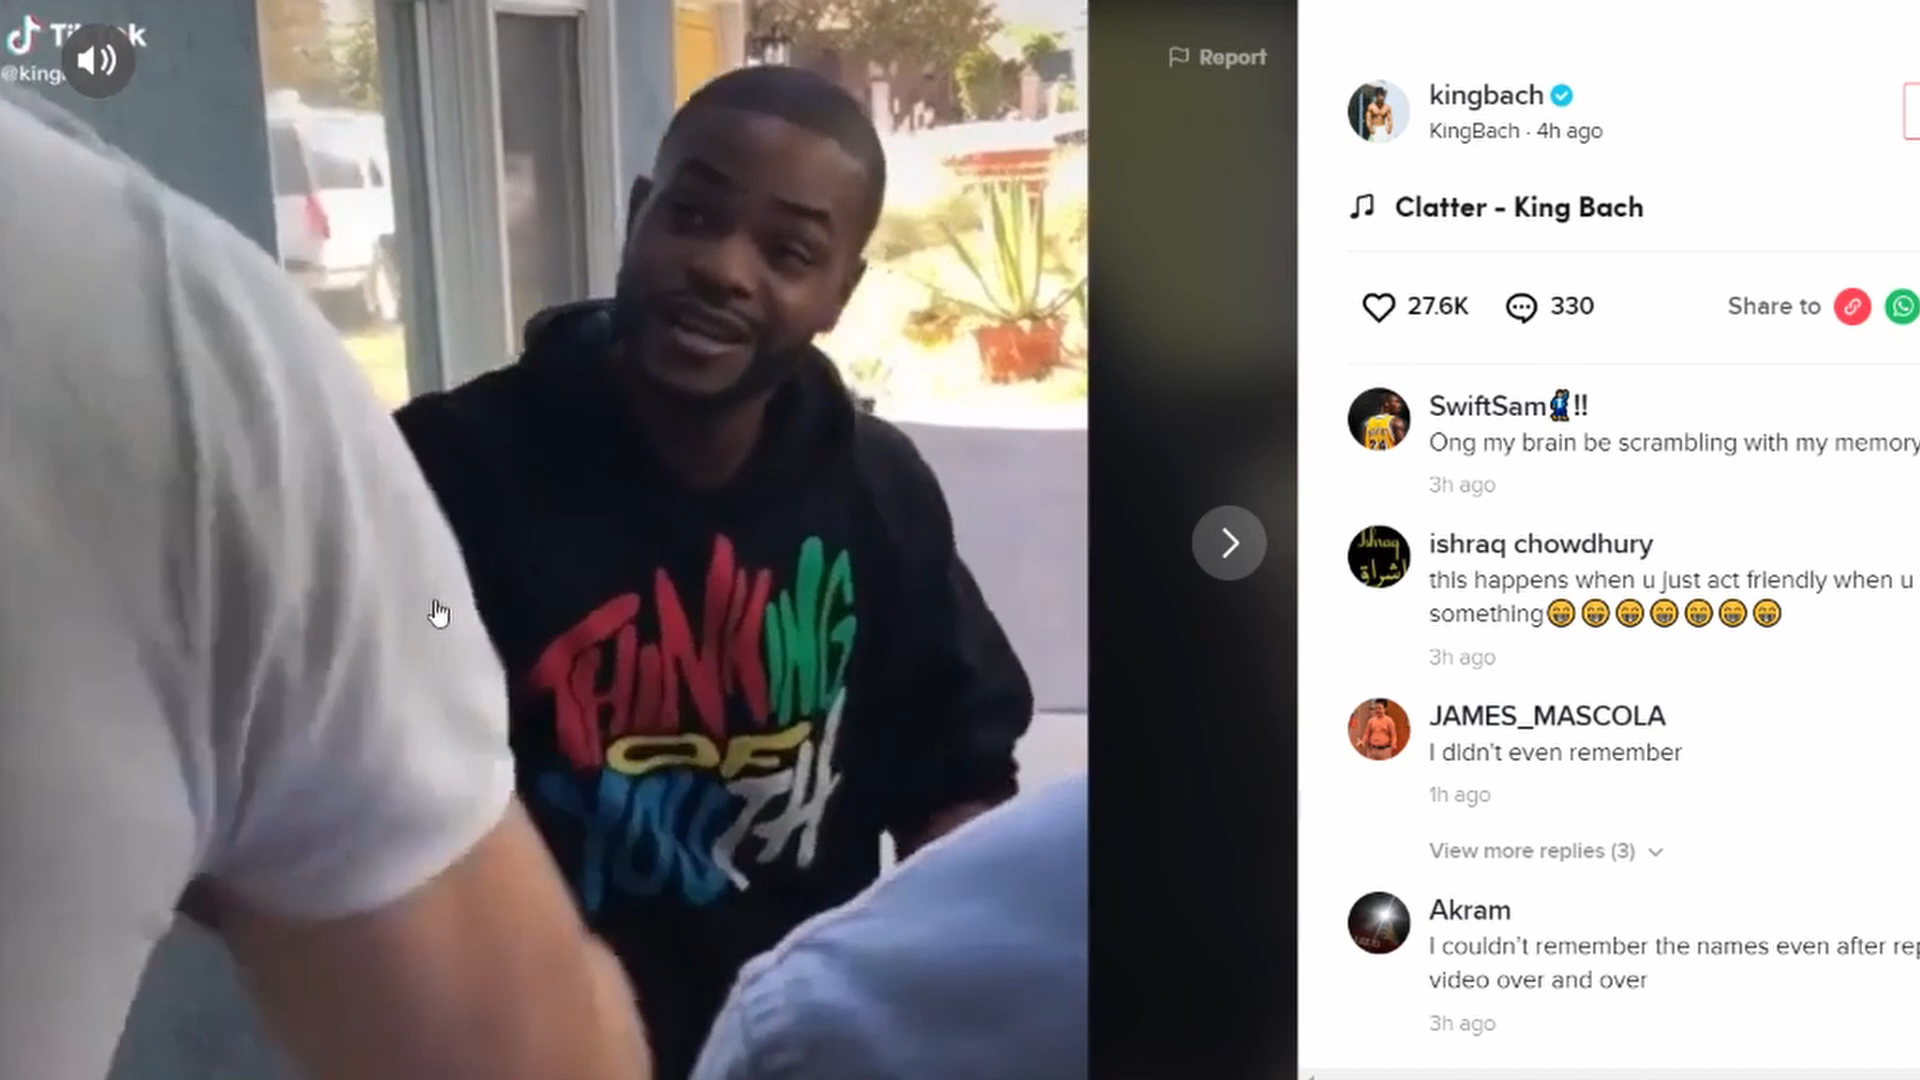 TikTok
@king
Report
THINKING
OF
YOUTH
kingbach
KingBach · 4h ago
Clatter - King Bach
27.6K
330
Share to
SwiftSam!!
Ong my brain be scrambling with my memory
3h ago
ishraq chowdhury
this happens when u just act friendly when u
something😁😁😁😁😁😁😁
3h ago
JAMES_MASCOLA
I didn't even remember
1h ago
View more replies (3)
Akram
I couldn't remember the names even after rep
video over and over
3h ago